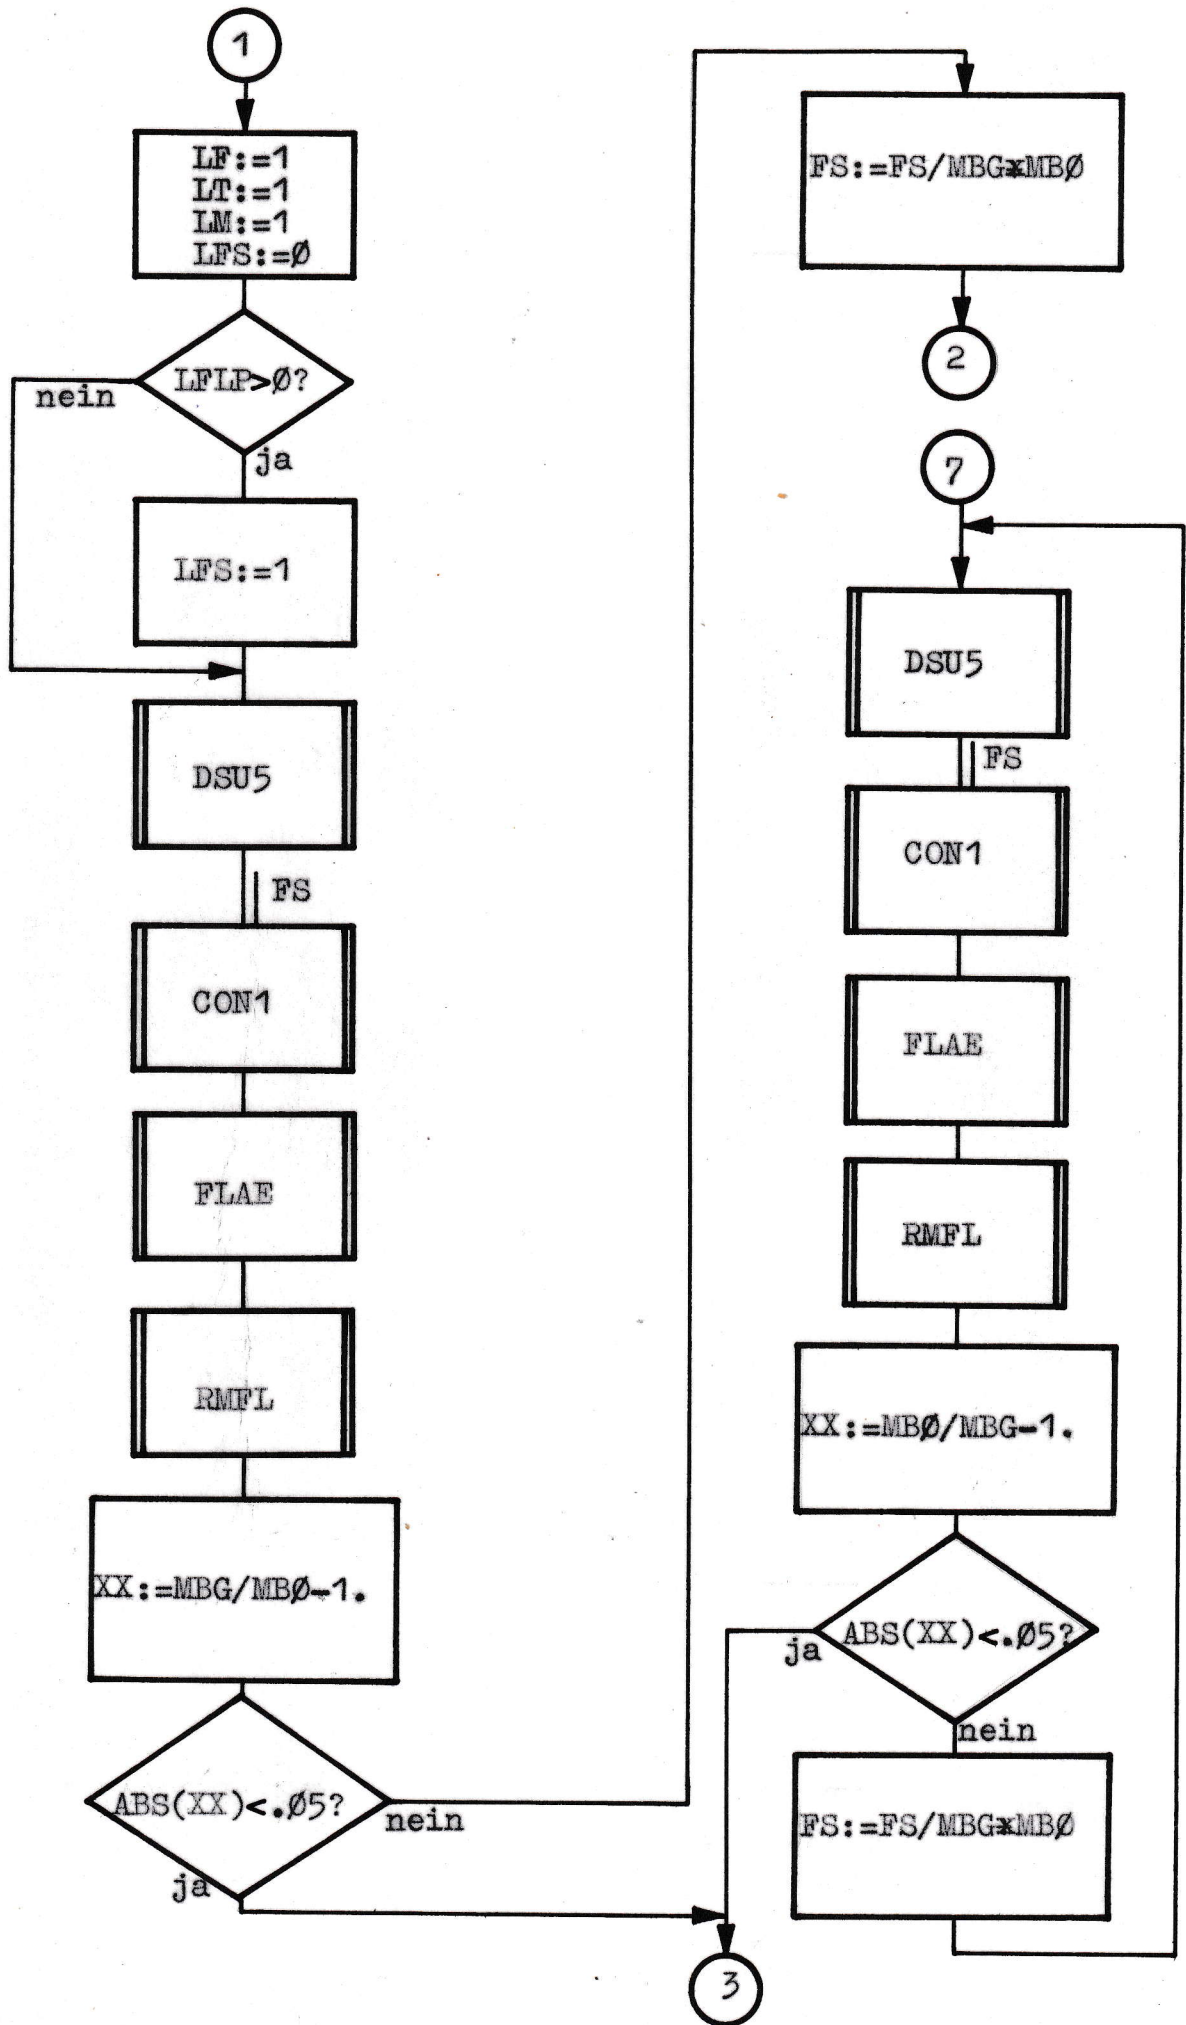 1
LF:=1
LT:=1
LM:=1
LFS:=Ø
LFLP>Ø?
nein
ja
LFS:=1
DSU5
FS
CON1
FLAE
RMFL
XX:=MBG/MBØ-1.
ABS(XX)<.Ø5?
nein
ja
FS:=FS/MBG*MBØ
2
7
DSU5
FS
CON1
FLAE
RMFL
XX:=MBØ/MBG-1.
ABS(XX)<.Ø5?
ja
nein
FS:=FS/MBG*MBØ
3